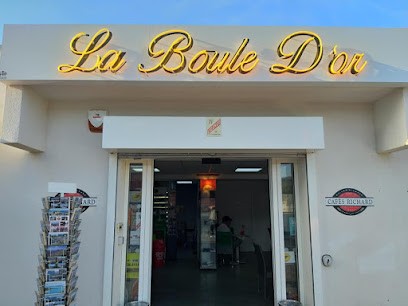 La Boule D'or
CAFÉS RICHARD